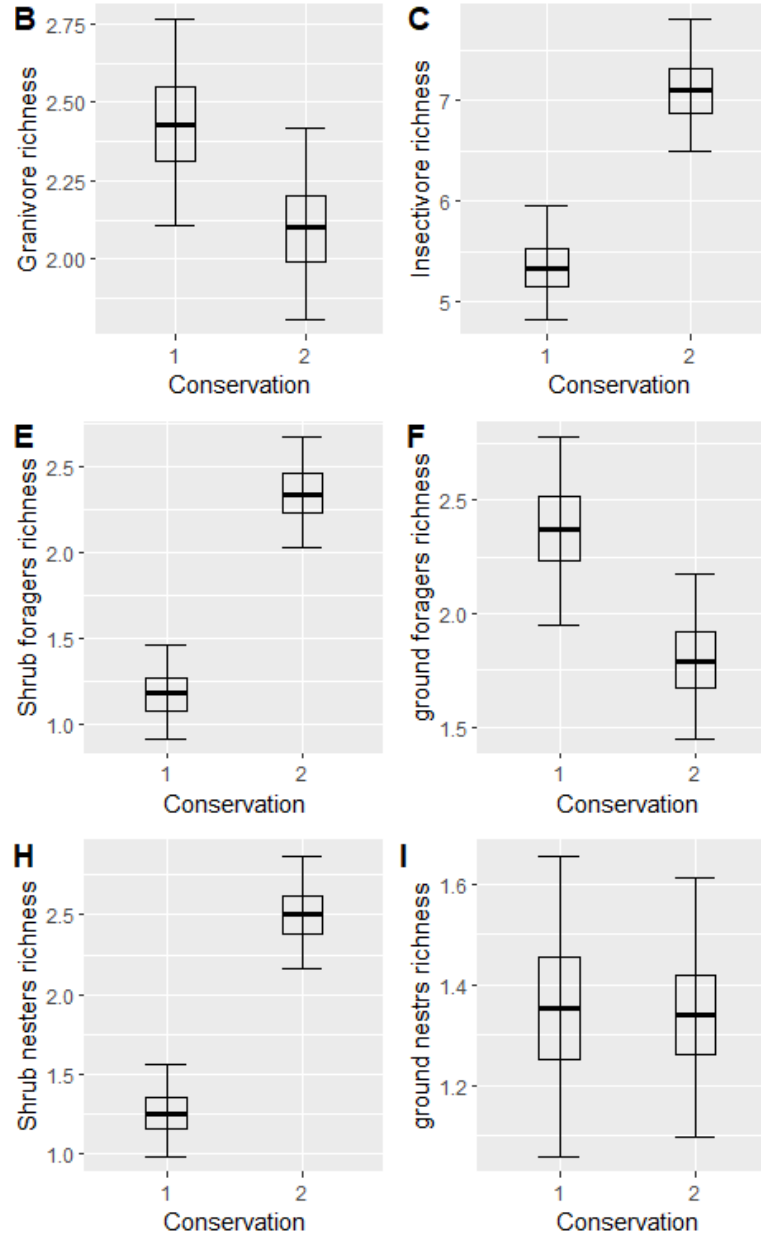 B
Granivore richness
2.75
2.50
2.25
2.00
1
2
Conservation
C
Insectivore richness
7
6
5
1
2
Conservation
E
Shrub foragers richness
2.5
2.0
1.5
1.0
1
2
Conservation
F
ground foragers richness
2.5
2.0
1.5
1
2
Conservation
H
Shrub nesters richness
2.5
2.0
1.5
1.0
1
2
Conservation
I
ground nestrs richness
1.6
1.4
1.2
1
2
Conservation